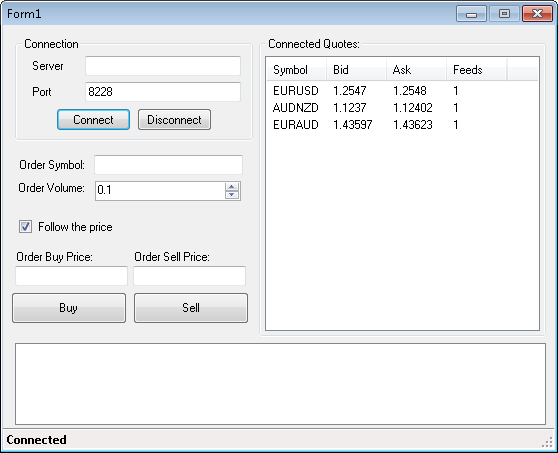 Form1
Connection
Server
Port 8228
Connect Disconnect
Order Symbol:
Order Volume: 0.1
Follow the price
Order Buy Price: Order Sell Price:
Buy Sell
Connected Quotes:
Symbol Bid Ask Feeds
EURUSD 1.2547 1.2548 1
AUDNZD 1.1237 1.12402 1
EURAUD 1.43597 1.43623 1
Connected